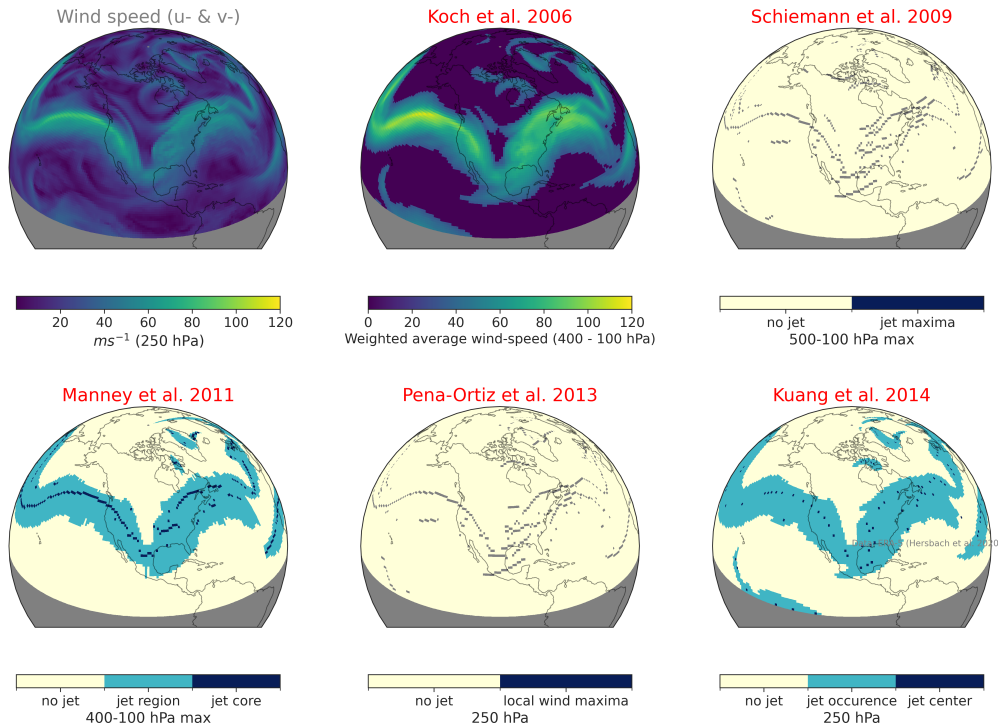 Wind speed (u- & v-)
Koch et al. 2006
Schiemann et al. 2009
20 40 60 80 100 120
ms⁻¹ (250 hPa)
0 20 40 60 80 100 120
Weighted average wind-speed (400 - 100 hPa)
no jet jet maxima
500-100 hPa max
Manney et al. 2011
Pena-Ortiz et al. 2013
Kuang et al. 2014
(Hersbach et al. 2020
no jet jet region jet core
400-100 hPa max
no jet local wind maxima
250 hPa
no jet jet occurence jet center
250 hPa